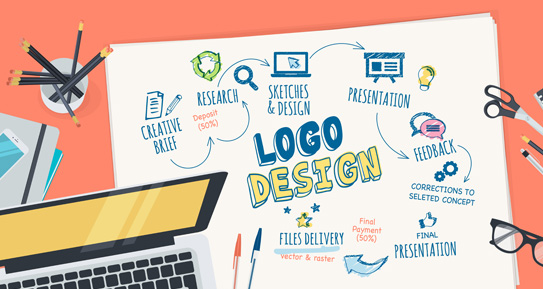 CREATIVE
BRIEF
Deposit
(50%)
RESEARCH
SKETCHES
& DESIGN
PRESENTATION
FEEDBACK
CORRECTIONS TO
SELETED CONCEPT
LOGO
DESIGN
FINAL
PRESENTATION
Final
Payment
(50%)
FILES DELIVERY
vector & raster